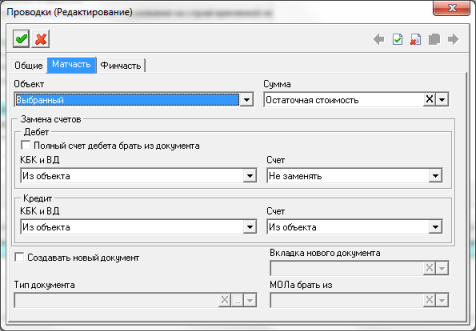 Проводки (Редактирование)
Общие Матчасть Финчасть
Объект Сумма
Выбранный Остаточная стоимость
Замена счетов
Дебет
Полный счет дебета брать из документа
КБК и ВД Счет
Из объекта Не заменять
Кредит
КБК и ВД Счет
Из объекта Из объекта
Создавать новый документ Вкладка нового документа
Тип документа МОЛа брать из